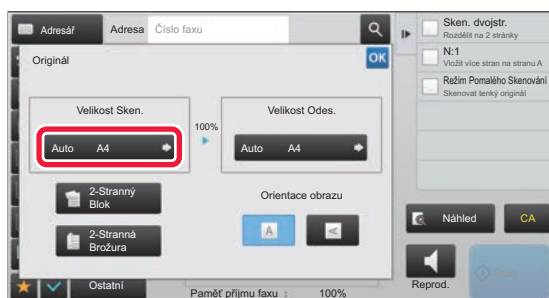 Adresář
Adresa
Číslo faxu
Originál
OK
Velikost Sken.
Auto A4
100%
Velikost Odes.
Auto A4
2-Stranný
Blok
2-Stranná
Brožura
Orientace obrazu
A
A
Ostatní
Paměť příjmu faxu : 100%
Sken. dvojstr.
Rozdělit na 2 stránky
N:1
Vložit více stran na stranu A
Režim Pomalého Skenování
Skenovat tenký originál
Náhled
CA
Reprod.
Start